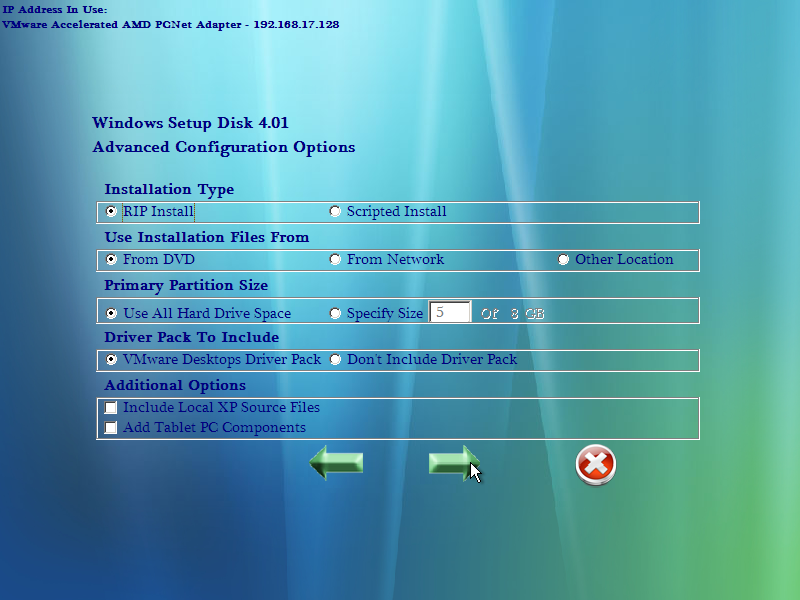 IP Address In Use:
VMware Accelerated AMD PCNet Adapter - 192.168.17.128
Windows Setup Disk 4.01
Advanced Configuration Options
Installation Type
RIP Install Scripted Install
Use Installation Files From
From DVD From Network Other Location
Primary Partition Size
Use All Hard Drive Space Specify Size 5 Of 8 GB
Driver Pack To Include
VMware Desktops Driver Pack Don't Include Driver Pack
Additional Options
Include Local XP Source Files
Add Tablet PC Components